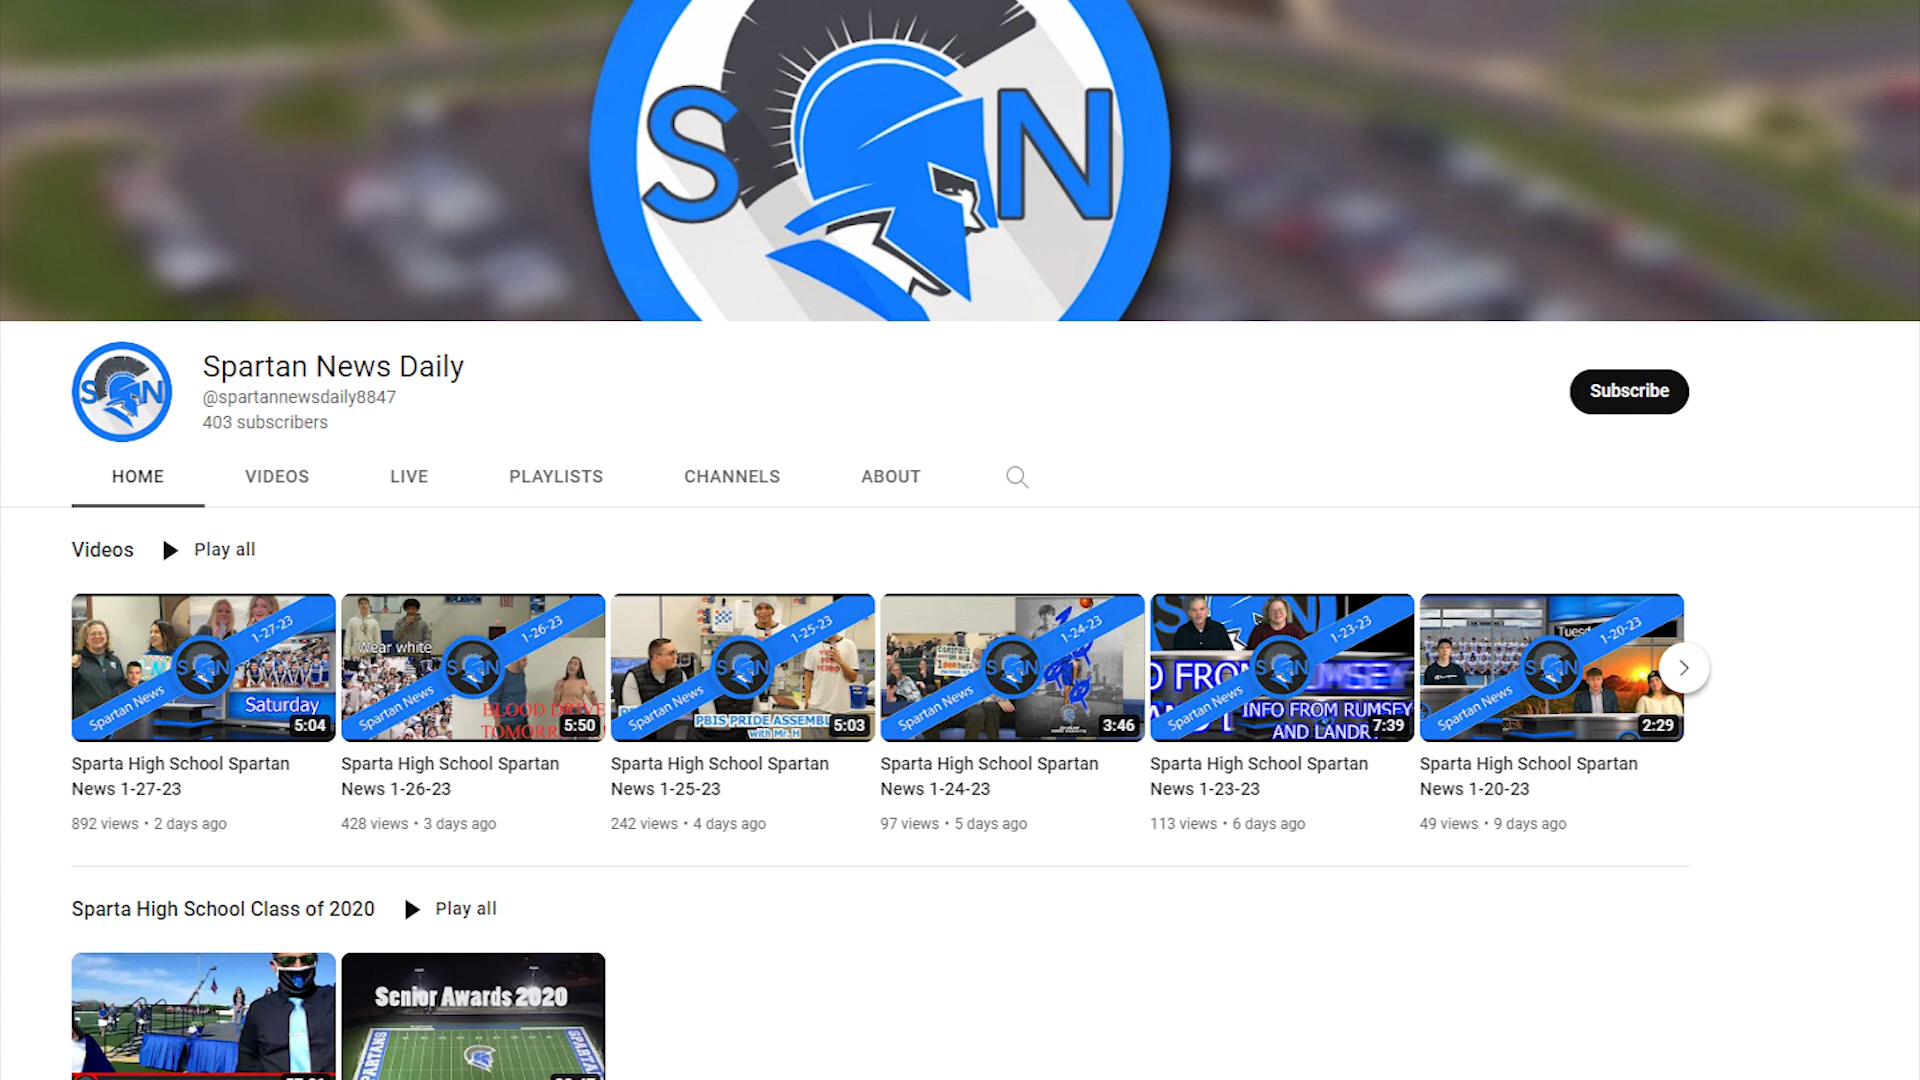 S N
Spartan News Daily
@spartannewsdaily8847
403 subscribers
Subscribe
HOME VIDEOS LIVE PLAYLISTS CHANNELS ABOUT
Videos Play all
1-27-23
SN
Spartan News
Saturday
5:04
Wear white
1-26-23
SN
Spartan News
BLOOD DRIVE
5:50
1-25-23
SN
Spartan News
PBIS PRIDE ASSEMBL
with Mr. H
5:03
1-24-23
SN
Spartan News
3:46
1-23-23
SN
Spartan News
INFO FROM RUMSEY
AND LANDR
7:39
1-20-23
SN
Spartan News
2:29
Sparta High School Spartan
News 1-27-23
892 views • 2 days ago
Sparta High School Spartan
News 1-26-23
428 views • 3 days ago
Sparta High School Spartan
News 1-25-23
242 views • 4 days ago
Sparta High School Spartan
News 1-24-23
97 views • 5 days ago
Sparta High School Spartan
News 1-23-23
113 views • 6 days ago
Sparta High School Spartan
News 1-20-23
49 views • 9 days ago
Sparta High School Class of 2020 Play all
Senior Awards 2020